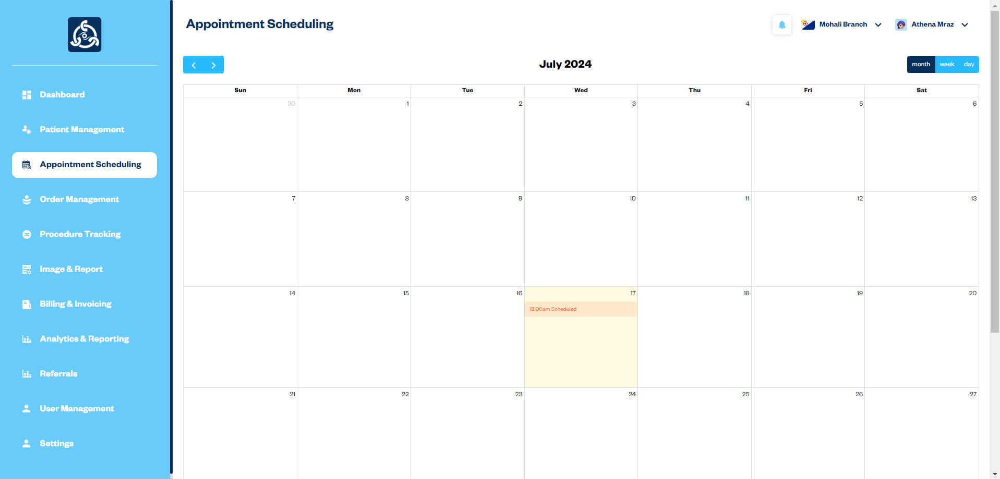 Appointment Scheduling
Mohali Branch
Athena Mraz
Dashboard
Patient Management
Appointment Scheduling
Order Management
Procedure Tracking
Image & Report
Billing & Invoicing
Analytics & Reporting
Referrals
User Management
Settings
July 2024
month week day
Sun Mon Tue Wed Thu Fri Sat
30 1 2 3 4 5 6
7 8 9 10 11 12 13
14 15 16 17 18 19 20
12:00am Scheduled
21 22 23 24 25 26 27